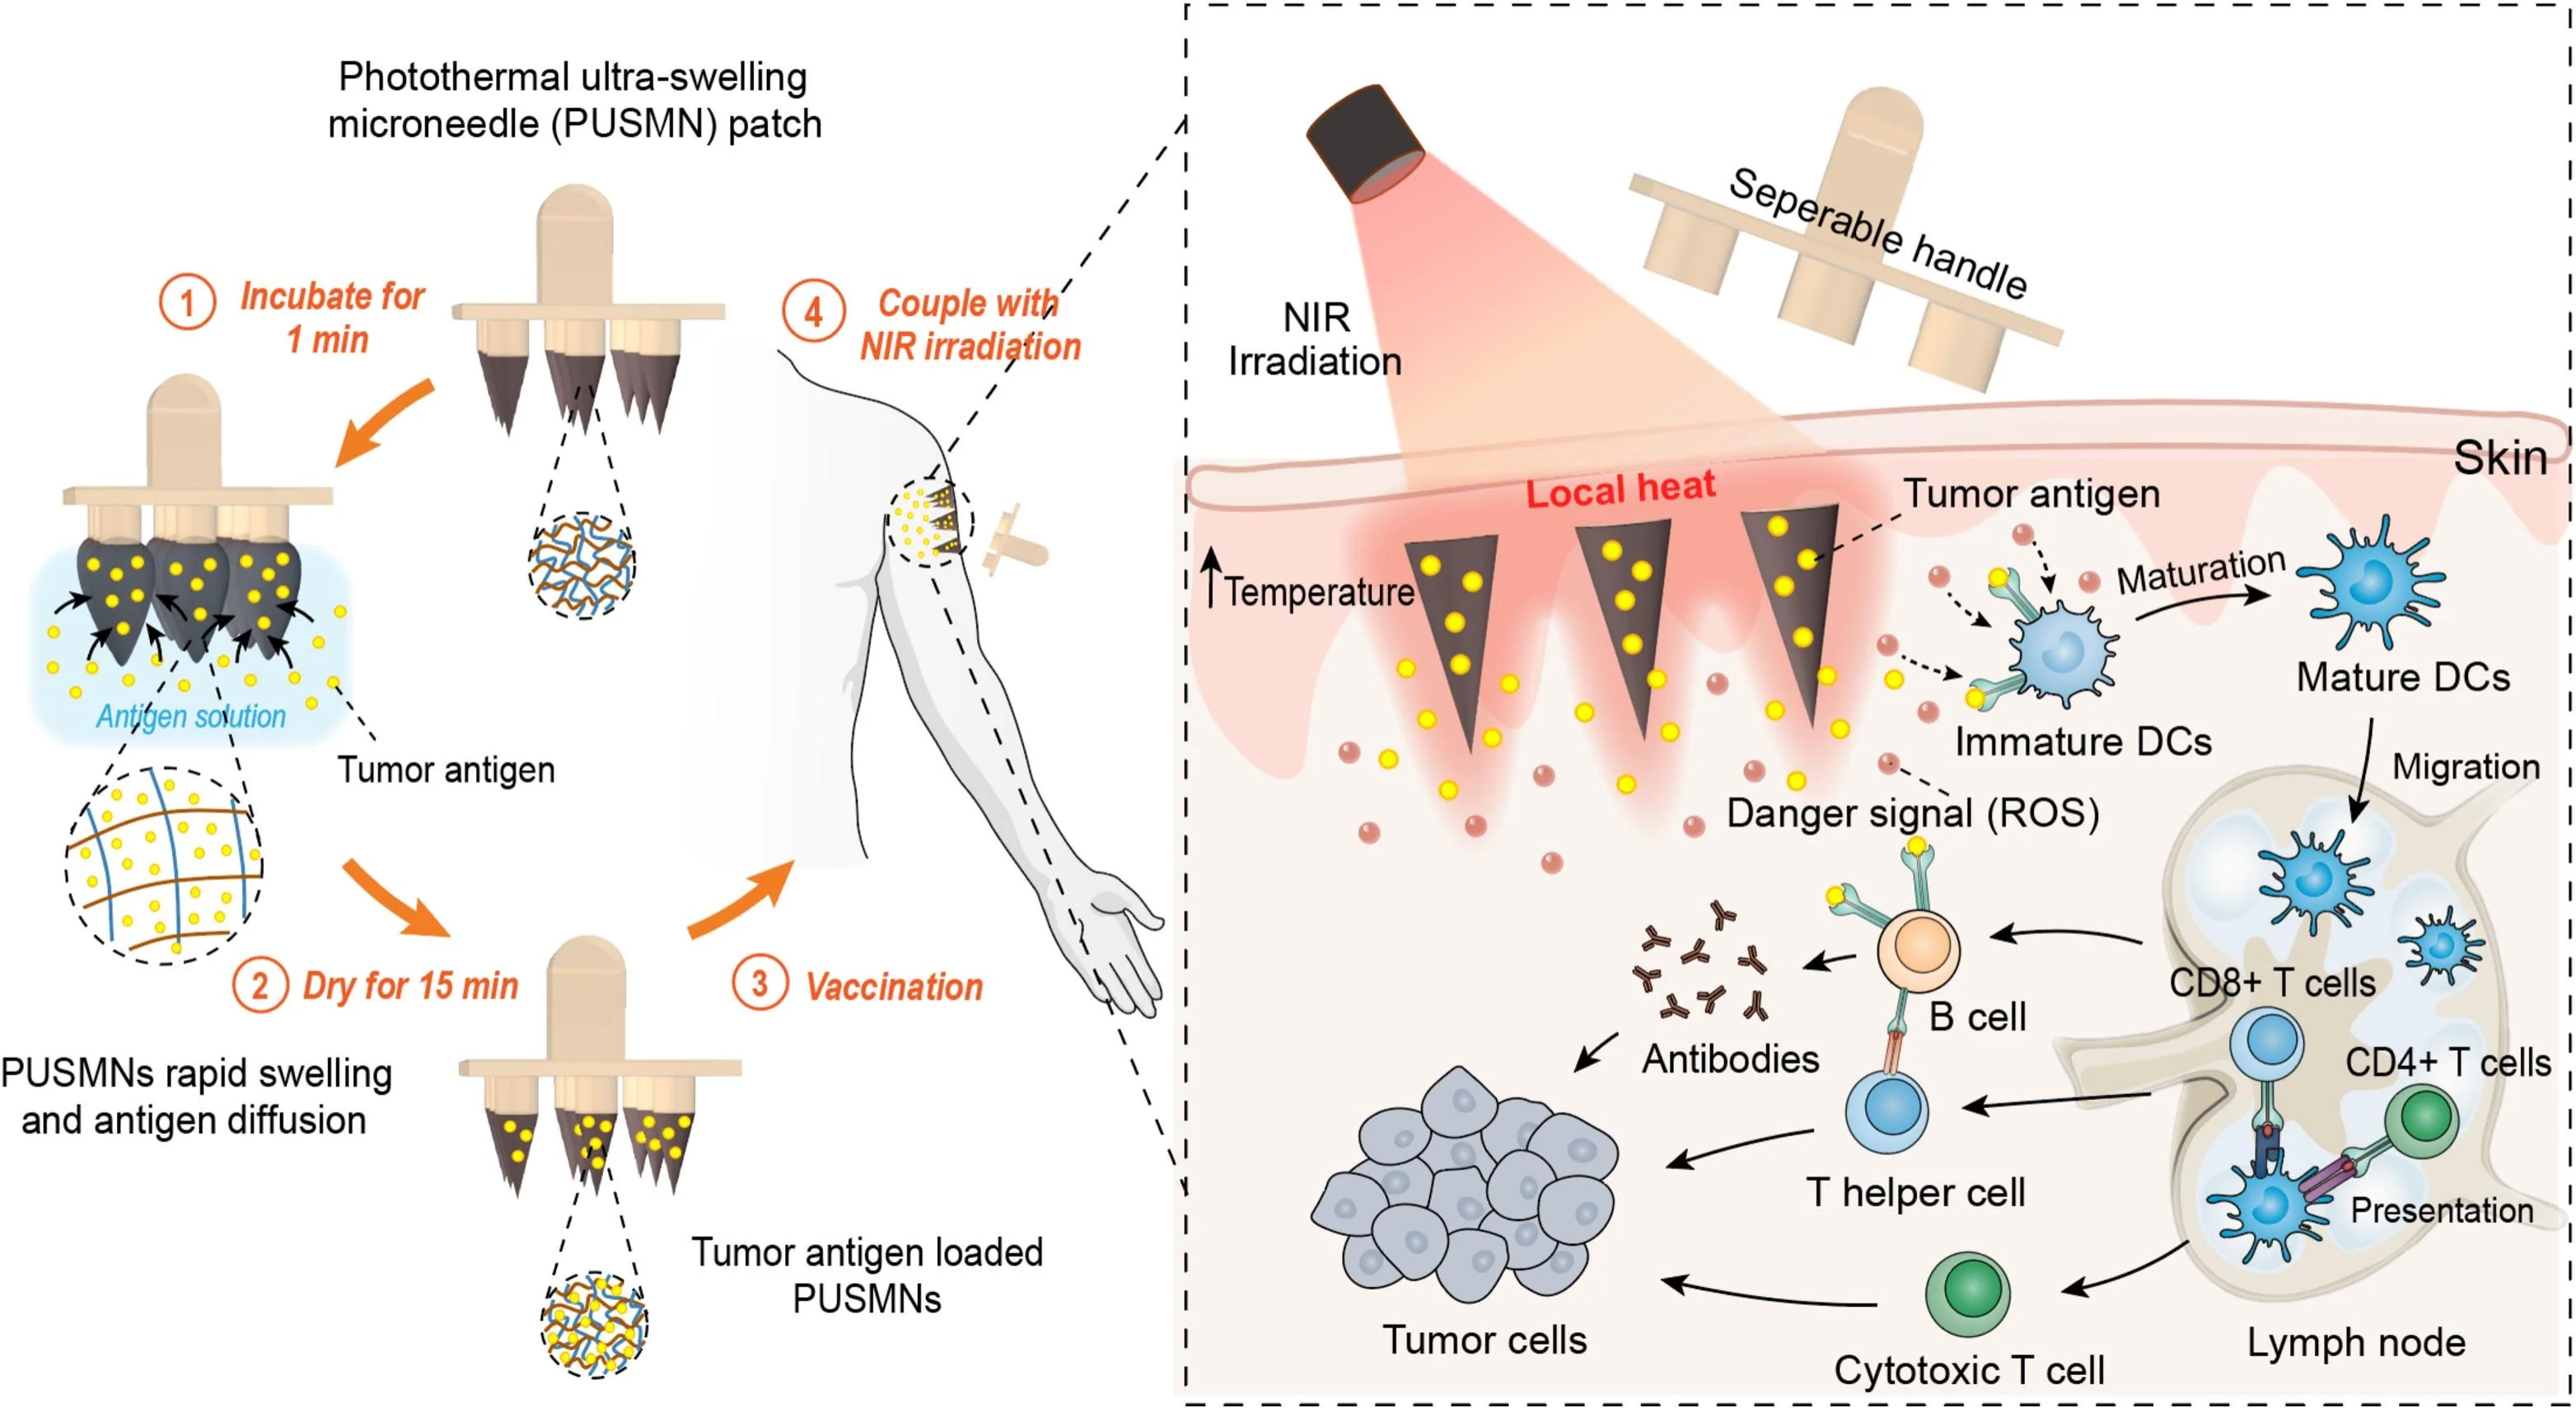 Photothermal ultra-swelling
microneedle (PUSMN) patch
1
Incubate for
1 min
Antigen solution
Tumor antigen
2
Dry for 15 min
PUSMNs rapid swelling
and antigen diffusion
Tumor antigen loaded
PUSMNs
3
Vaccination
4
Couple with
NIR irradiation
NIR
Irradiation
Seperable handle
Skin
Local heat
Temperature
Tumor antigen
Maturation
Mature DCs
Immature DCs
Danger signal (ROS)
Migration
CD8+ T cells
CD4+ T cells
Presentation
Lymph node
B cell
Antibodies
T helper cell
Cytotoxic T cell
Tumor cells